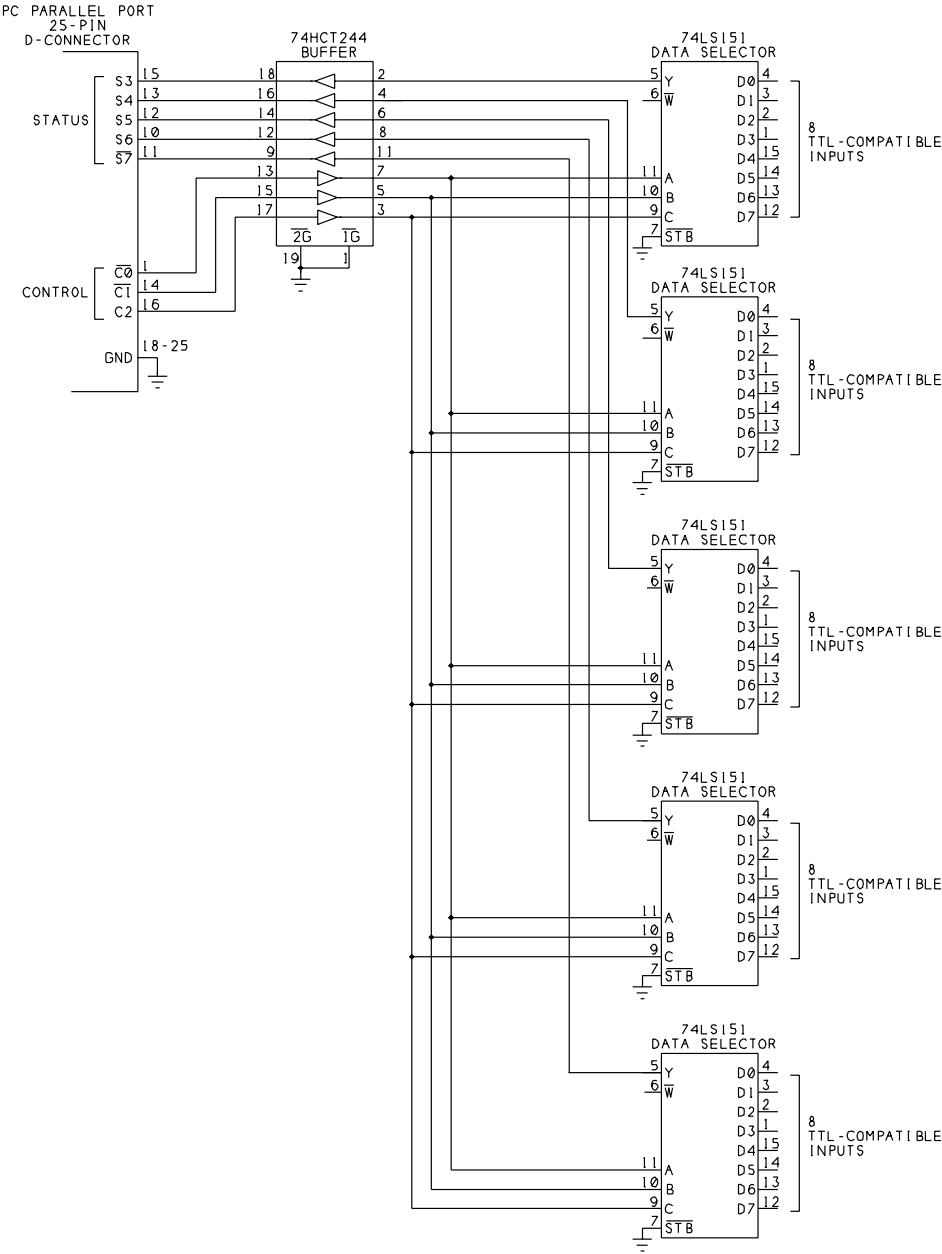 PC PARALLEL PORT
25-PIN
D-CONNECTOR
STATUS
S3 15
S4 13
S5 12
S6 10
S7 11
CONTROL
C0 1
C1 14
C2 16
GND 18-25
74HCT244
BUFFER
18 2
16 4
14 6
12 8
9 11
13 7
15 5
17 3
2G 1G
19 1
74LS151
DATA SELECTOR
5 Y D0 4
6 W D1 3
D2 2
D3 1
D4 15
11 A D5 14
10 B D6 13
9 C D7 12
7 STB
8
TTL-COMPATIBLE
INPUTS
74LS151
DATA SELECTOR
5 Y D0 4
6 W D1 3
D2 2
D3 1
D4 15
11 A D5 14
10 B D6 13
9 C D7 12
7 STB
8
TTL-COMPATIBLE
INPUTS
74LS151
DATA SELECTOR
5 Y D0 4
6 W D1 3
D2 2
D3 1
D4 15
11 A D5 14
10 B D6 13
9 C D7 12
7 STB
8
TTL-COMPATIBLE
INPUTS
74LS151
DATA SELECTOR
5 Y D0 4
6 W D1 3
D2 2
D3 1
D4 15
11 A D5 14
10 B D6 13
9 C D7 12
7 STB
8
TTL-COMPATIBLE
INPUTS
74LS151
DATA SELECTOR
5 Y D0 4
6 W D1 3
D2 2
D3 1
D4 15
11 A D5 14
10 B D6 13
9 C D7 12
7 STB
8
TTL-COMPATIBLE
INPUTS